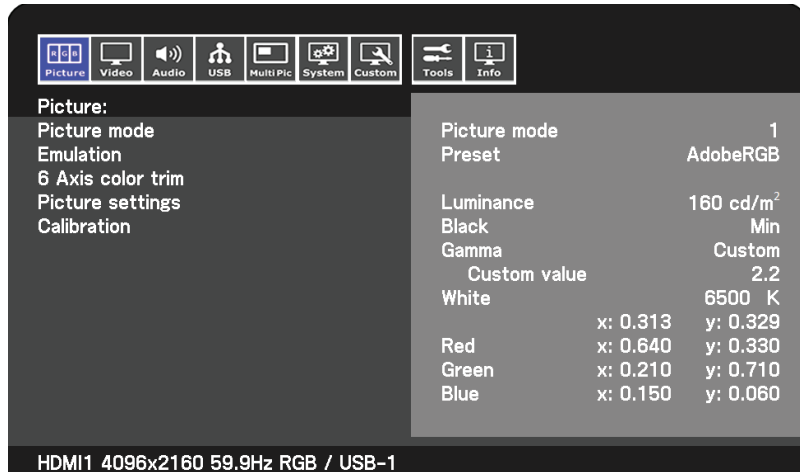 RGB
Picture Video Audio USB Multi Pic System Custom Tools Info
Picture:
Picture mode
Emulation
6 Axis color trim
Picture settings
Calibration
Picture mode 1
Preset AdobeRGB
Luminance 160 cd/m²
Black Min
Gamma Custom
Custom value 2.2
White 6500 K
x: 0.313 y: 0.329
Red x: 0.640 y: 0.330
Green x: 0.210 y: 0.710
Blue x: 0.150 y: 0.060
HDMI1 4096x2160 59.9Hz RGB / USB-1